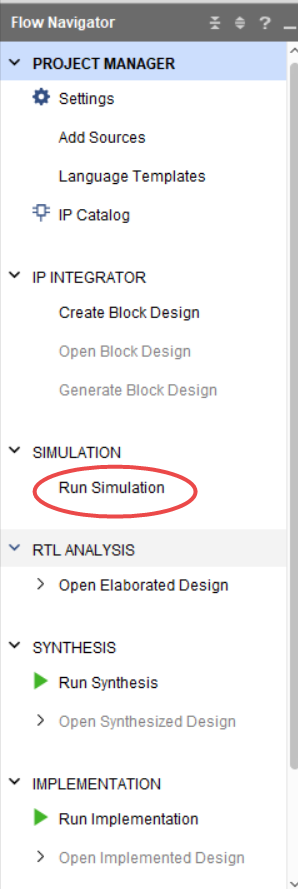 Flow Navigator
PROJECT MANAGER
Settings
Add Sources
Language Templates
IP Catalog
IP INTEGRATOR
Create Block Design
Open Block Design
Generate Block Design
SIMULATION
Run Simulation
RTL ANALYSIS
Open Elaborated Design
SYNTHESIS
Run Synthesis
Open Synthesized Design
IMPLEMENTATION
Run Implementation
Open Implemented Design